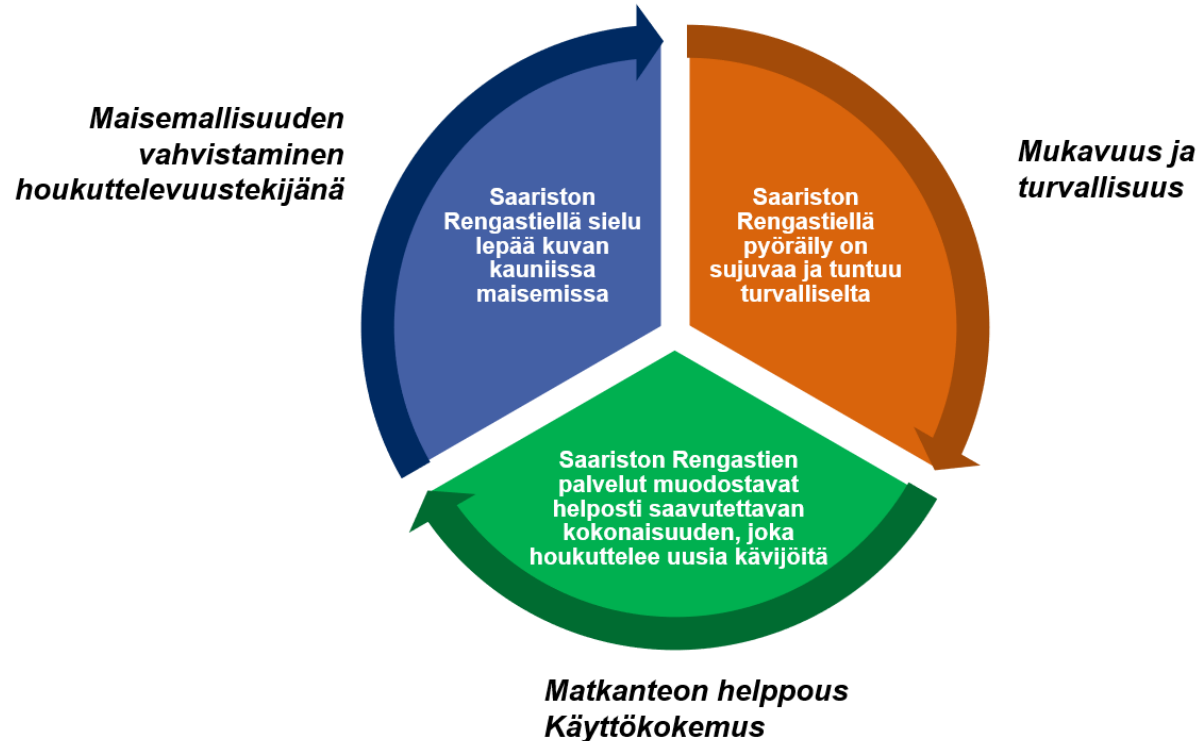 Maisemallisuuden
vahvistaminen
houkuttelevuustekijänä
Saariston
Rengastiellä sielu
lepää kuvan
kauniissa
maisemissa
Saariston
Rengastiellä
pyöräily on
sujuvaa ja tuntuu
turvalliselta
Mukavuus ja
turvallisuus
Saariston Rengastien
palvelut muodostavat
helposti saavutettavan
kokonaisuuden, joka
houkuttelee uusia kävijöitä
Matkanteon helppous
Käyttökokemus